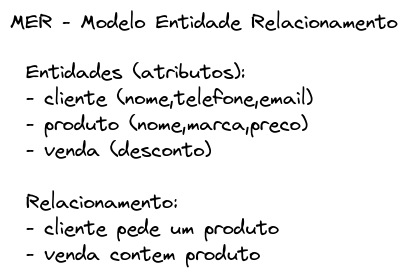 MER - Modelo Entidade Relacionamento
Entidades (atributos):
- cliente (nome,telefone,email)
- produto (nome,marca,preco)
- venda (desconto)
Relacionamento:
- cliente pede um produto
- venda contem produto